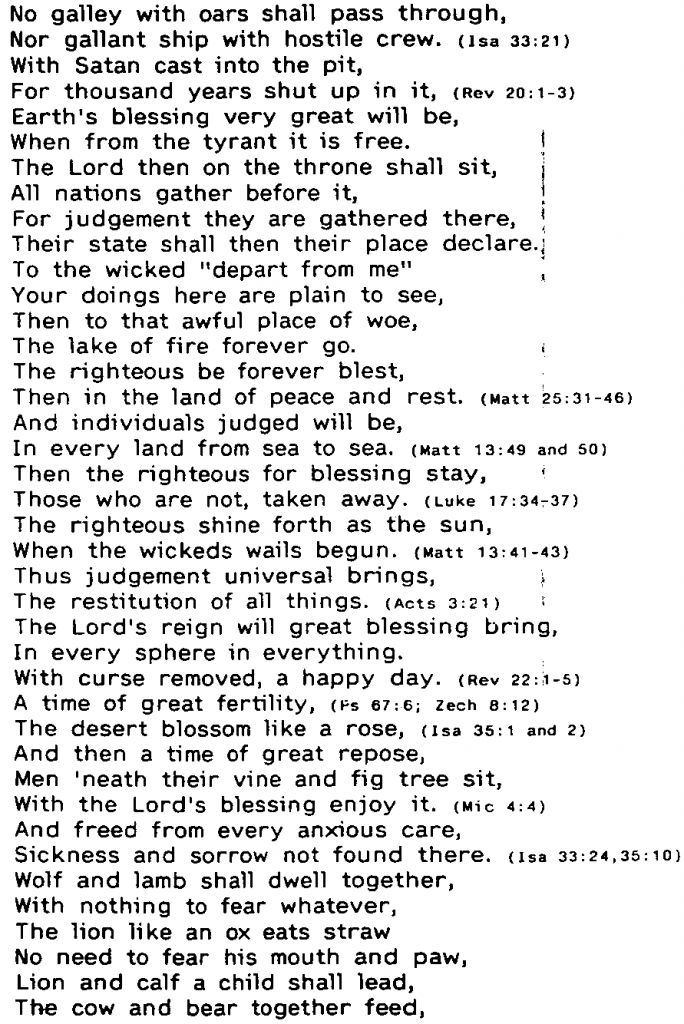 No galley with oars shall pass through,
Nor gallant ship with hostile crew. (Isa 33:21)
With Satan cast into the pit,
For thousand years shut up in it, (Rev 20:1-3)
Earth's blessing very great will be,
When from the tyrant it is free.
The Lord then on the throne shall sit,
All nations gather before it,
For judgement they are gathered there,
Their state shall then their place declare.
To the wicked "depart from me"
Your doings here are plain to see,
Then to that awful place of woe,
The lake of fire forever go.
The righteous be forever blest,
Then in the land of peace and rest. (Matt 25:31-46)
And individuals judged will be,
In every land from sea to sea. (Matt 13:49 and 50)
Then the righteous for blessing stay,
Those who are not, taken away. (Luke 17:34-37)
The righteous shine forth as the sun,
When the wickeds wails begun. (Matt 13:41-43)
Thus judgement universal brings,
The restitution of all things. (Acts 3:21)
The Lord's reign will great blessing bring,
In every sphere in everything.
With curse removed, a happy day. (Rev 22:1-5)
A time of great fertility, (Ps 67:6; Zech 8:12)
The desert blossom like a rose, (Isa 35:1 and 2)
And then a time of great repose,
Men 'neath their vine and fig tree sit,
With the Lord's blessing enjoy it. (Mic 4:4)
And freed from every anxious care,
Sickness and sorrow not found there. (Isa 33:24,35:10)
Wolf and lamb shall dwell together,
With nothing to fear whatever,
The lion like an ox eats straw
No need to fear his mouth and paw,
Lion and calf a child shall lead,
The cow and bear together feed,